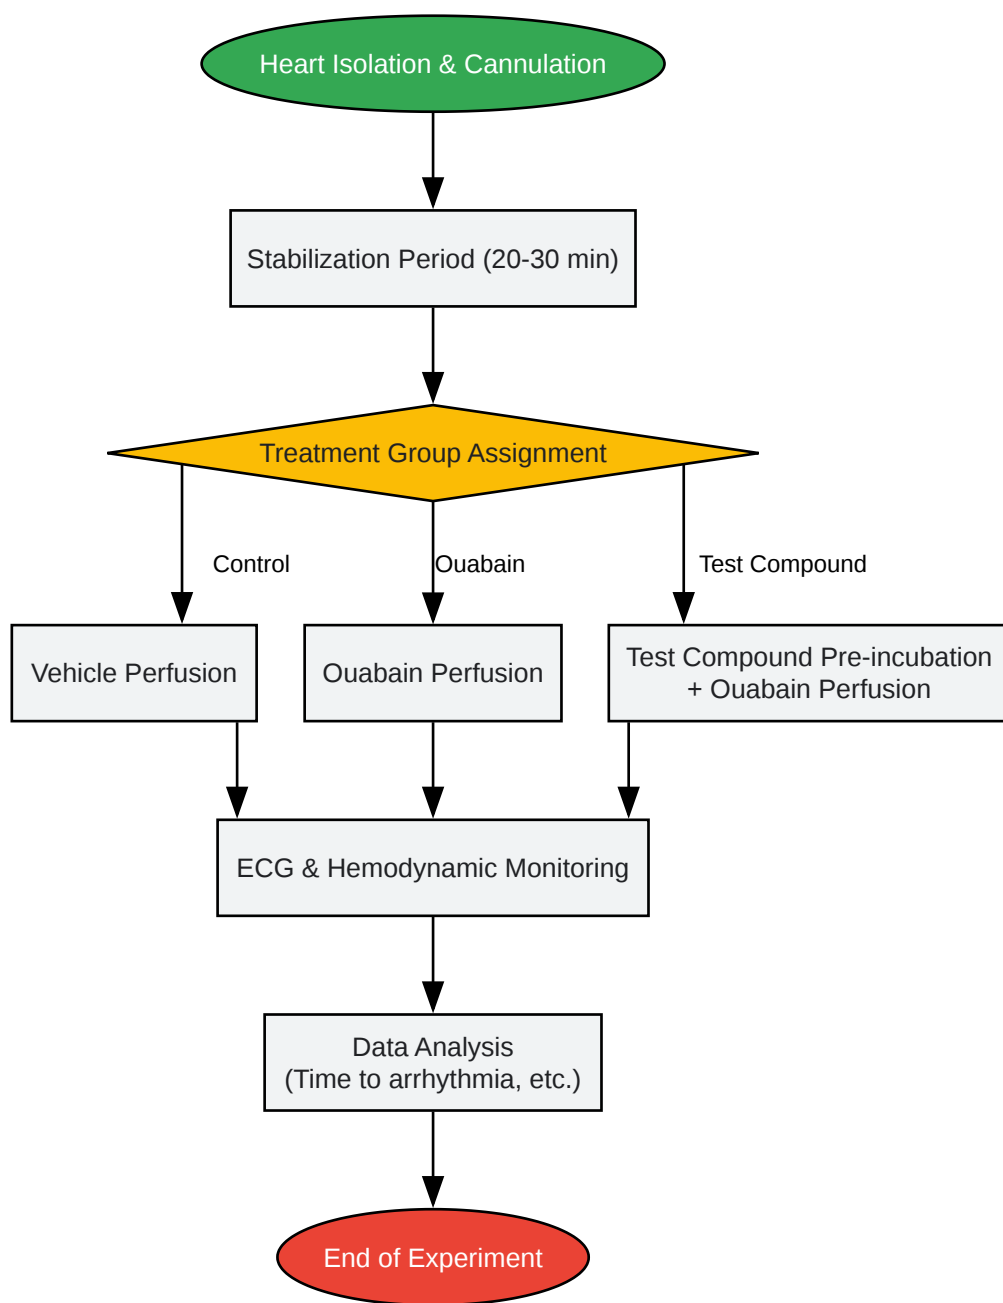 Heart Isolation & Cannulation
Stabilization Period (20-30 min)
Treatment Group Assignment
Control
Ouabain
Test Compound
Vehicle Perfusion
Ouabain Perfusion
Test Compound Pre-incubation
+ Ouabain Perfusion
ECG & Hemodynamic Monitoring
Data Analysis
(Time to arrhythmia, etc.)
End of Experiment